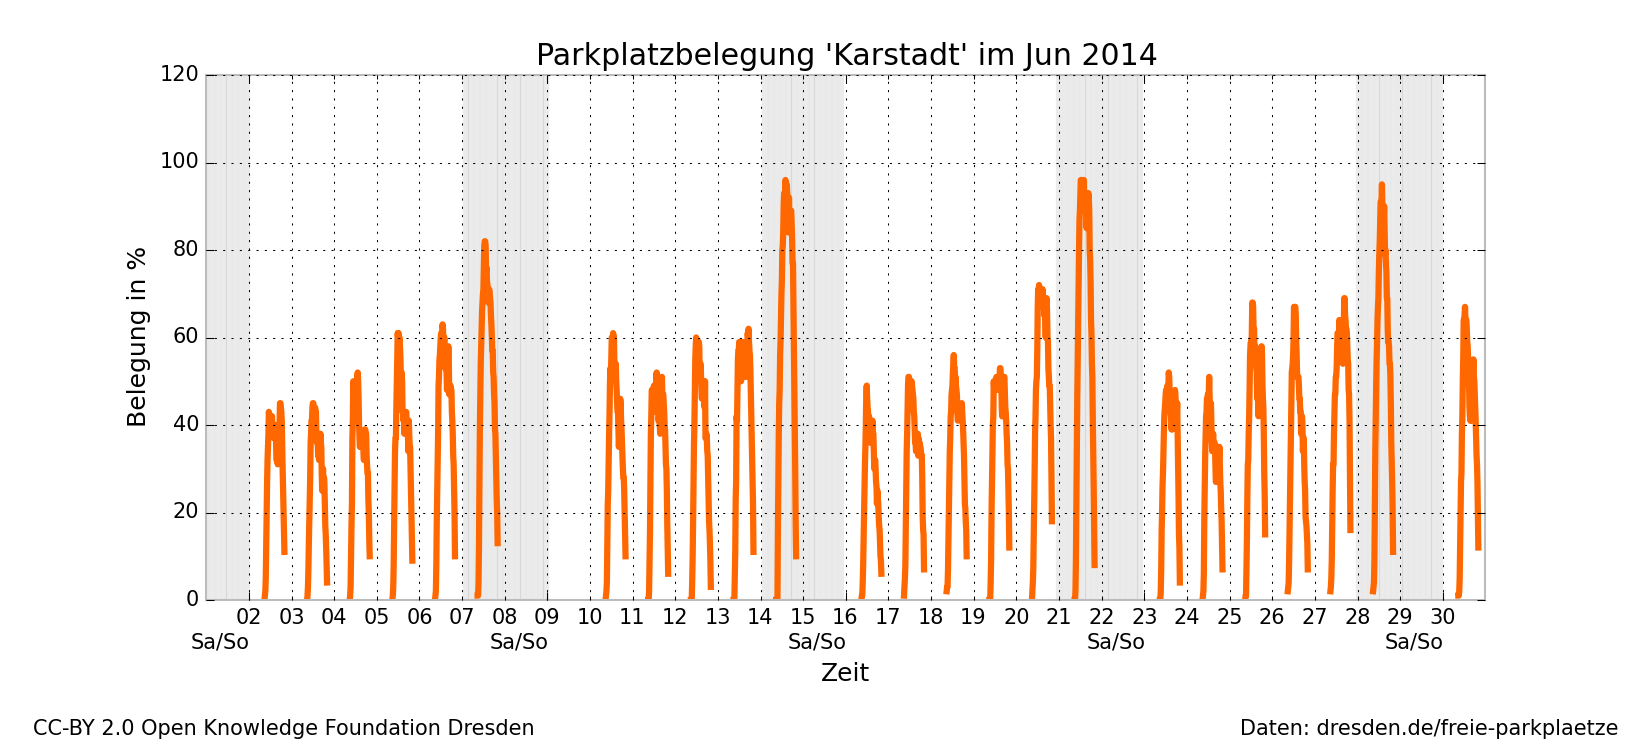 Parkplatzbelegung 'Karstadt' im Jun 2014
120
100
80
60
40
20
0
Belegung in %
02 03 04 05 06 07 08 09 10 11 12 13 14 15 16 17 18 19 20 21 22 23 24 25 26 27 28 29 30
Sa/So Sa/So Sa/So Sa/So Sa/So
Zeit
CC-BY 2.0 Open Knowledge Foundation Dresden
Daten: dresden.de/freie-parkplaetze